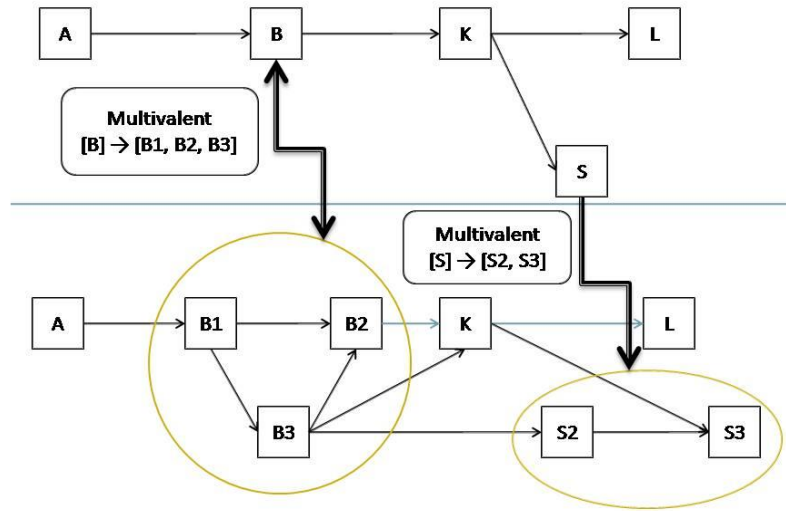 A
B
K
L
Multivalent
[B] → [B1, B2, B3]
S
Multivalent
[S] → [S2, S3]
A
B1
B2
K
L
B3
S2
S3